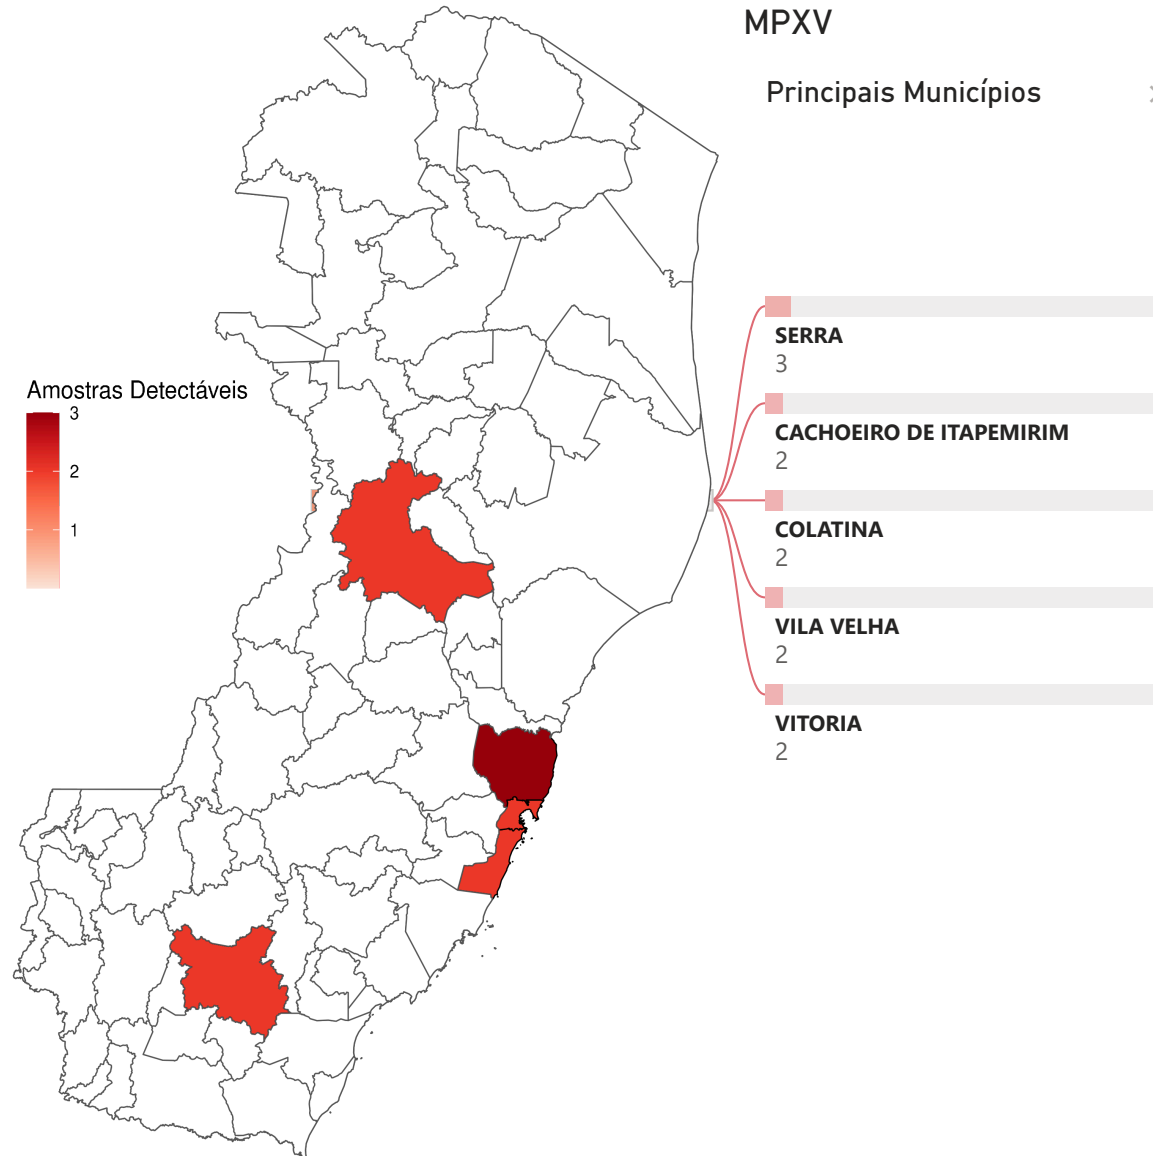 MPXV
Principais Municípios
SERRA
3
CACHOEIRO DE ITAPEMIRIM
2
COLATINA
2
VILA VELHA
2
VITORIA
2
Amostras Detectáveis
3
2
1